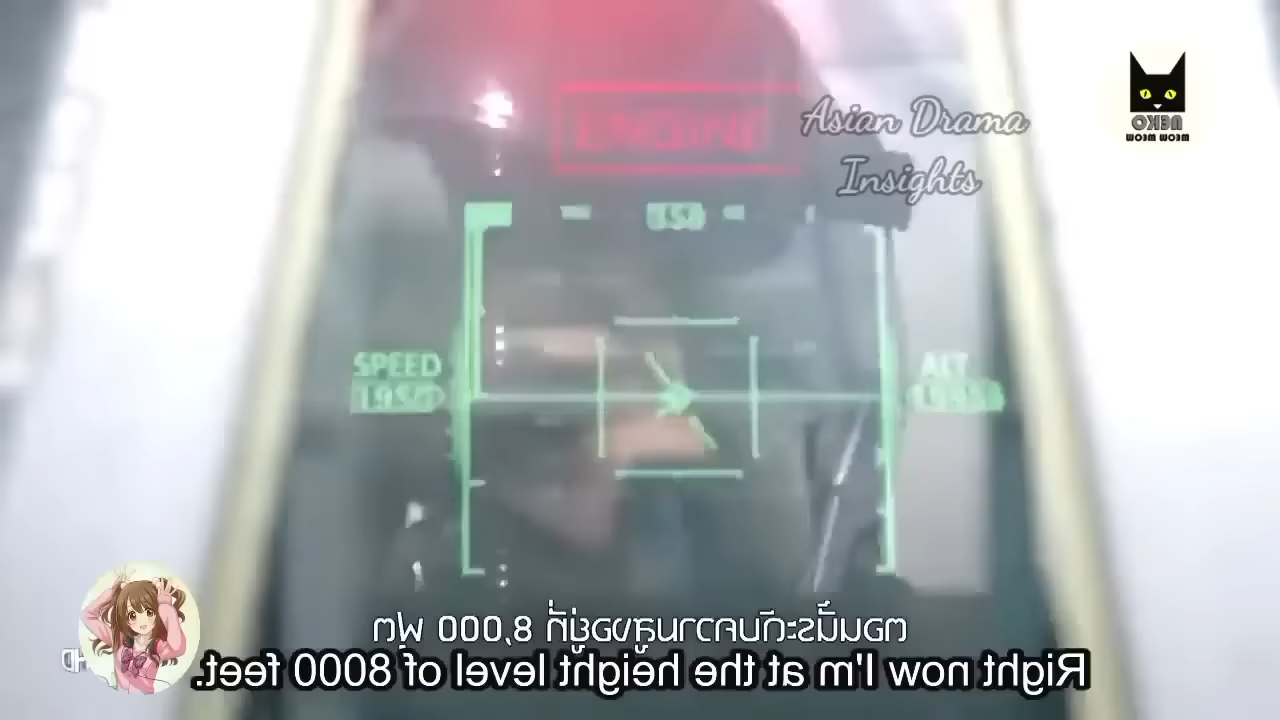 Asian Drama
Insights
NEKO
MEOW MEOW
ENGINE
SPEED
ALT
ตอนนี้ระดับความสูงอยู่ที่ 8,000 ฟุต
Right now I'm at the height level of 8000 feet.
HD